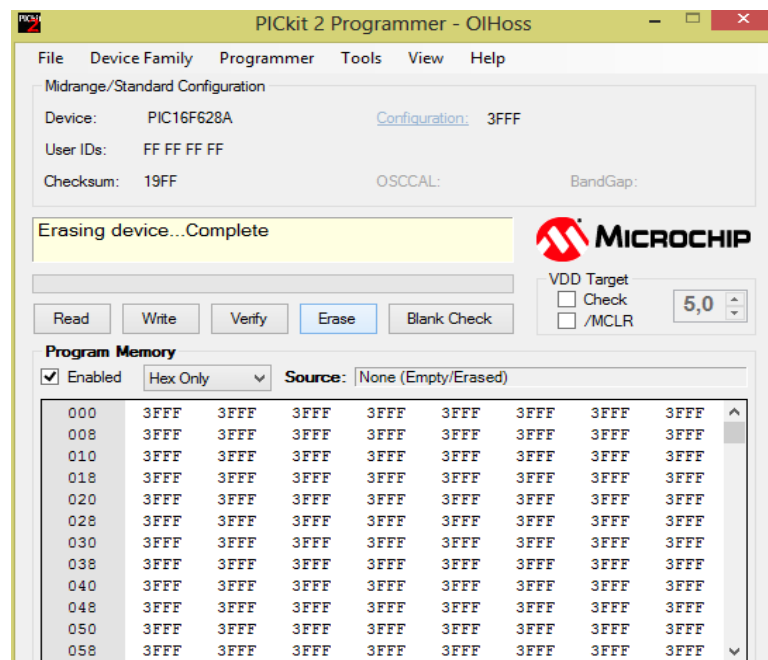 PICkit 2 Programmer - OlHoss
File Device Family Programmer Tools View Help
Midrange/Standard Configuration
Device: PIC16F628A Configuration: 3FFF
User IDs: FF FF FF FF
Checksum: 19FF OSCCAL: BandGap:
Erasing device...Complete
MICROCHIP
VDD Target
Check
/MCLR
5,0
Read Write Verify Erase Blank Check
Program Memory
Enabled Hex Only Source: None (Empty/Erased)
000 3FFF 3FFF 3FFF 3FFF 3FFF 3FFF 3FFF 3FFF
008 3FFF 3FFF 3FFF 3FFF 3FFF 3FFF 3FFF 3FFF
010 3FFF 3FFF 3FFF 3FFF 3FFF 3FFF 3FFF 3FFF
018 3FFF 3FFF 3FFF 3FFF 3FFF 3FFF 3FFF 3FFF
020 3FFF 3FFF 3FFF 3FFF 3FFF 3FFF 3FFF 3FFF
028 3FFF 3FFF 3FFF 3FFF 3FFF 3FFF 3FFF 3FFF
030 3FFF 3FFF 3FFF 3FFF 3FFF 3FFF 3FFF 3FFF
038 3FFF 3FFF 3FFF 3FFF 3FFF 3FFF 3FFF 3FFF
040 3FFF 3FFF 3FFF 3FFF 3FFF 3FFF 3FFF 3FFF
048 3FFF 3FFF 3FFF 3FFF 3FFF 3FFF 3FFF 3FFF
050 3FFF 3FFF 3FFF 3FFF 3FFF 3FFF 3FFF 3FFF
058 3FFF 3FFF 3FFF 3FFF 3FFF 3FFF 3FFF 3FFF